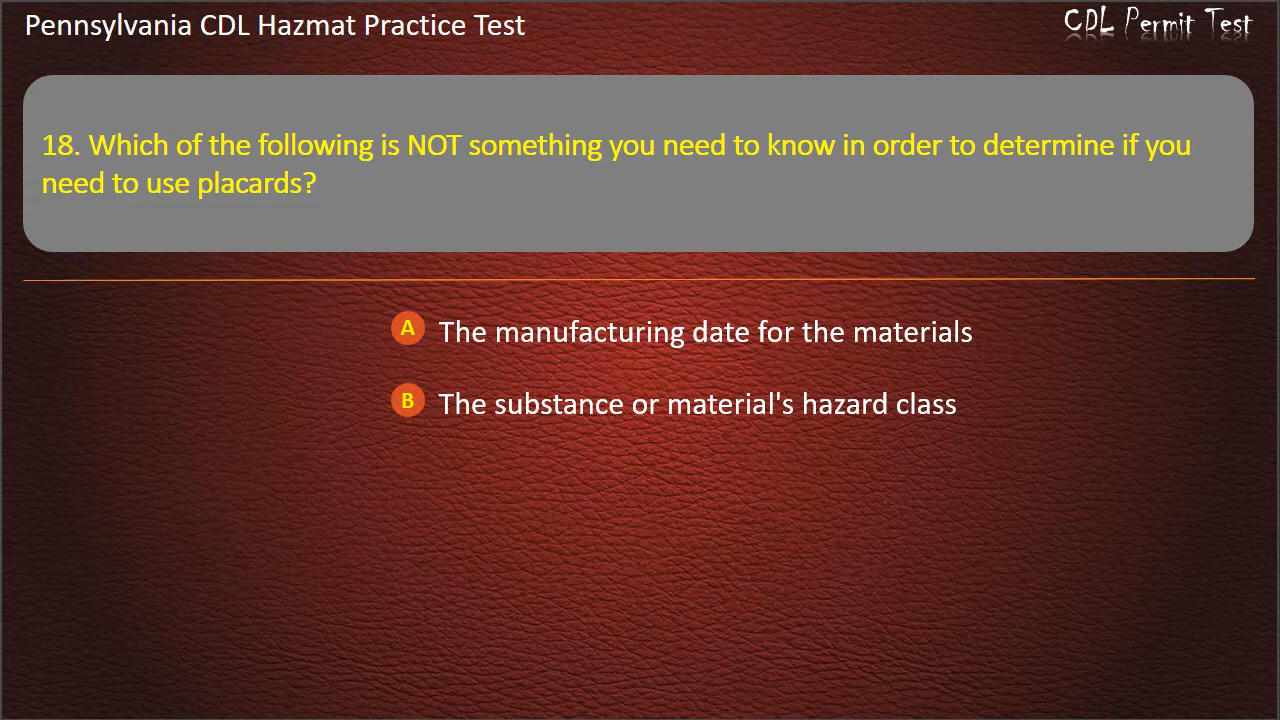 Pennsylvania CDL Hazmat Practice Test
CDL Permit Test
18. Which of the following is NOT something you need to know in order to determine if you
need to use placards?
A The manufacturing date for the materials
B The substance or material's hazard class